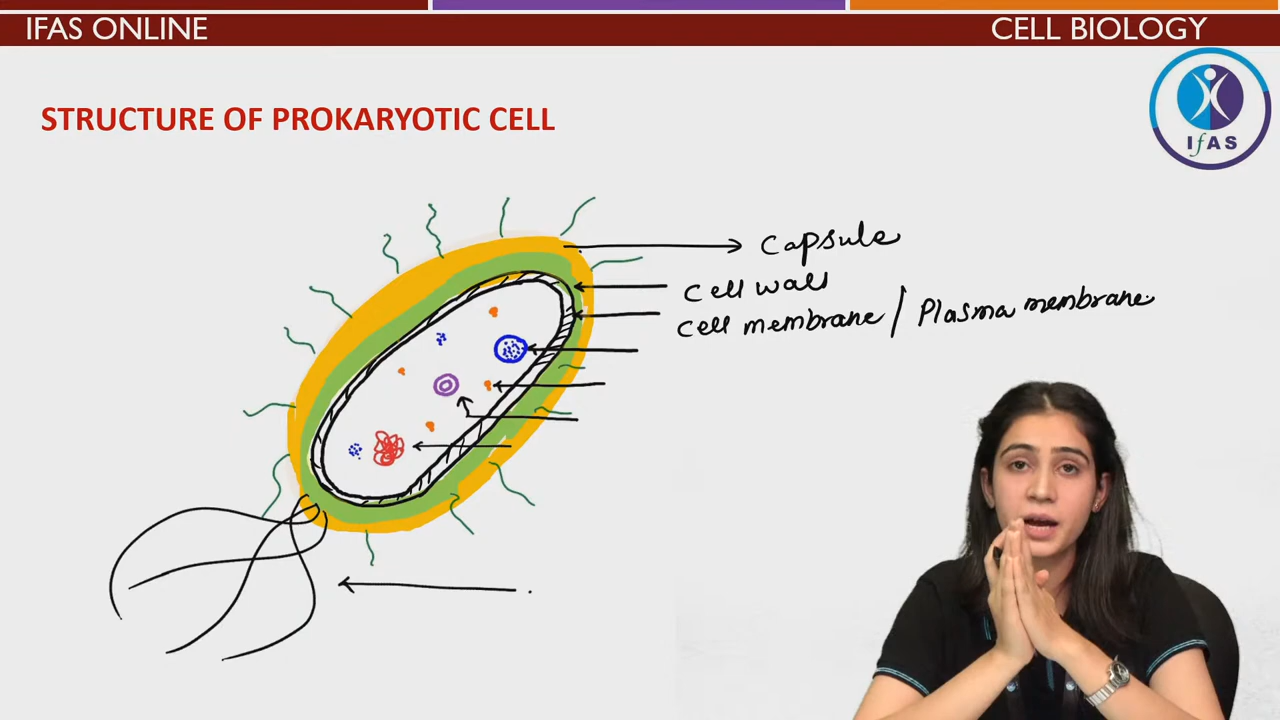 IFAS ONLINE
CELL BIOLOGY
IfAS
STRUCTURE OF PROKARYOTIC CELL
Capsule
Cell wall
Cell membrane / Plasma membrane